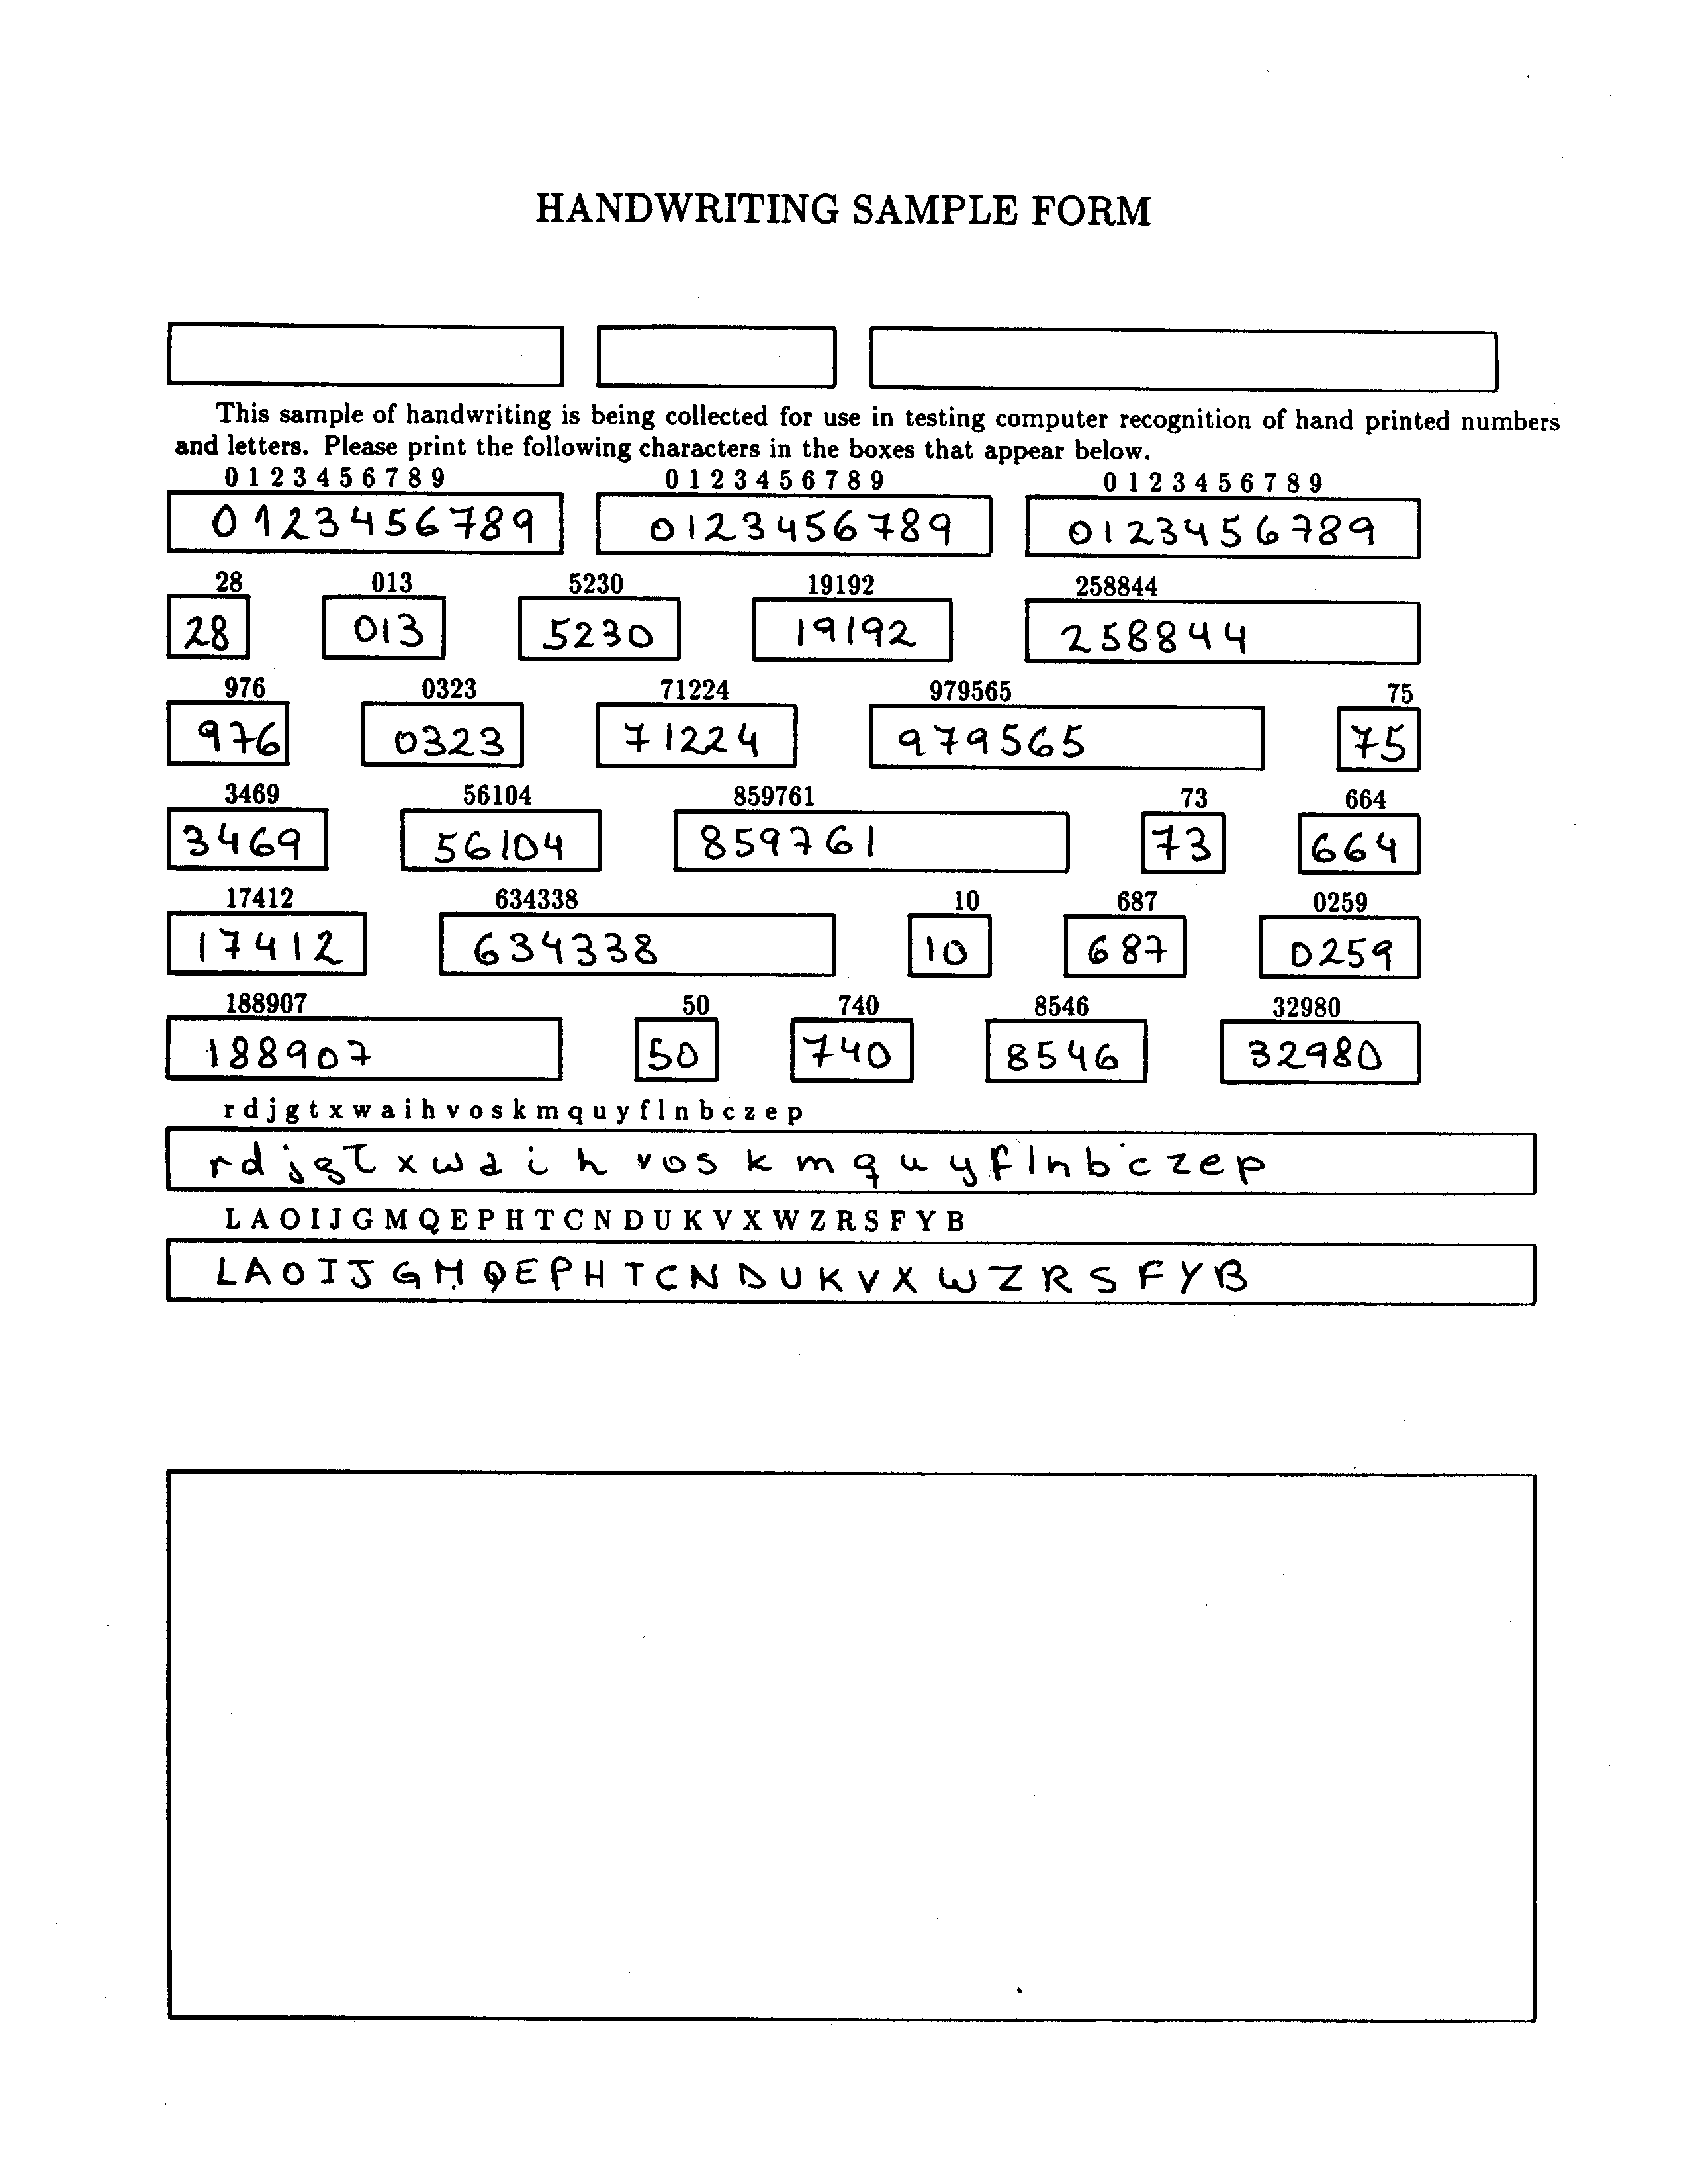 HANDWRITING SAMPLE FORM
This sample of handwriting is being collected for use in testing computer recognition of hand printed numbers
and letters. Please print the following characters in the boxes that appear below.
0 1 2 3 4 5 6 7 8 9 0 1 2 3 4 5 6 7 8 9 0 1 2 3 4 5 6 7 8 9
0123456789 0123456789 0123456789
28 013 5230 19192 258844
28 013 5230 19192 258844
976 0323 71224 979565 75
976 0323 71224 979565 75
3469 56104 859761 73 664
3469 56104 859761 73 664
17412 634338 10 687 0259
17412 634338 10 687 0259
188907 50 740 8546 32980
188907 50 740 8546 32980
r d j g t x w a i h v o s k m q u y f l n b c z e p
r d j g t x w a i h v o s k m q u y f l n b c z e p
L A O I J G M Q E P H T C N D U K V X W Z R S F Y B
L A O I J G M Q E P H T C N D U K V X W Z R S F Y B